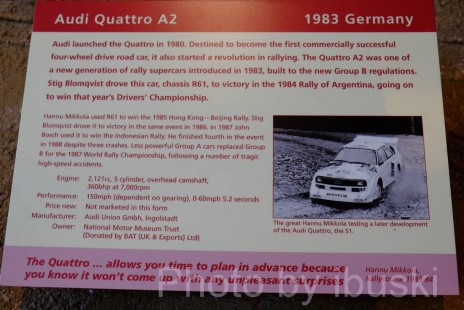 Audi Quattro A2
1983 Germany
Audi launched the Quattro in 1980. Destined to become the first commercially successful
four-wheel drive road car, it also started a revolution in rallying. The Quattro A2 was one of
a new generation of rally supercars introduced in 1983, built to the new Group B regulations.
Stig Blomqvist drove this car, chassis R61, to victory in the 1984 Rally of Argentina, going on
to win that year's Drivers' Championship.
Hannu Mikkola used R61 to win the 1985 Hong Kong – Beijing Rally. Stig
Blomqvist drove it to victory in the same event in 1986. In 1987 John
Bosch used it to win the Indonesian Rally. He finished fourth in the event
in 1988 despite three crashes. Less powerful Group A cars replaced Group
B for the 1987 World Rally Championship, following a number of tragic
high-speed accidents.
Engine: 2,121cc, 5 cylinder, overhead camshaft,
360bhp at 7,000rpm
Performance: 150mph (dependent on gearing), 0-60mph 5.2 seconds
Price new: Not marketed in this form
Manufacturer: Audi Union Gmbh, Ingolstadt
Owner: National Motor Museum Trust
(Donated by BAT (UK & Exports) Ltd)
MICHELIN
The great Hannu Mikkola testing a later development
of the Audi Quattro, the S1.
The Quattro ... allows you time to plan in advance because
you know it won't come up with any unpleasant surprises
Hannu Mikkola,
Photo by ibuski